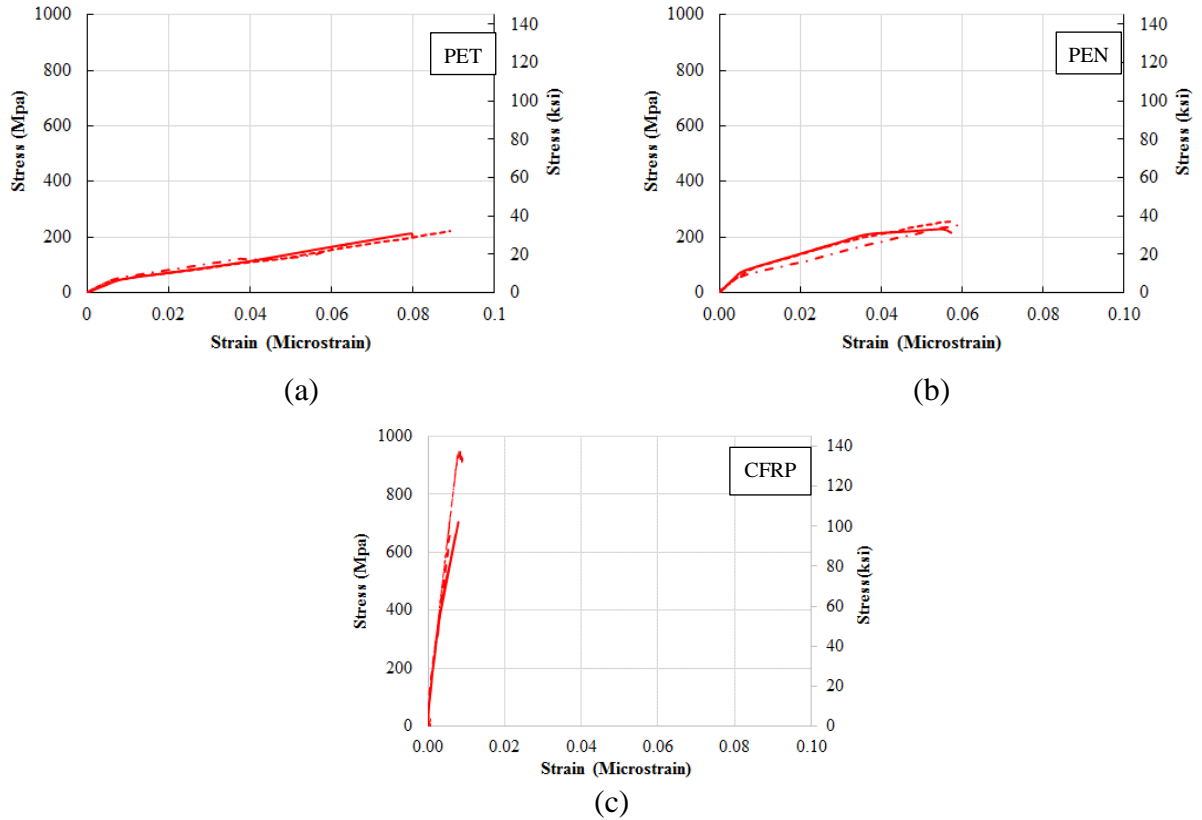 PET
1000
800
600
400
200
0
Stress (Mpa)
140
120
100
80
60
40
20
0
Stress (ksi)
0 0.02 0.04 0.06 0.08 0.1
Strain (Microstrain)
(a)
PEN
1000
800
600
400
200
0
Stress (Mpa)
140
120
100
80
60
40
20
0
Stress (ksi)
0.00 0.02 0.04 0.06 0.08 0.10
Strain (Microstrain)
(b)
CFRP
1000
800
600
400
200
0
Stress (Mpa)
140
120
100
80
60
40
20
0
Stress(ksi)
0.00 0.02 0.04 0.06 0.08 0.10
Strain (Microstrain)
(c)